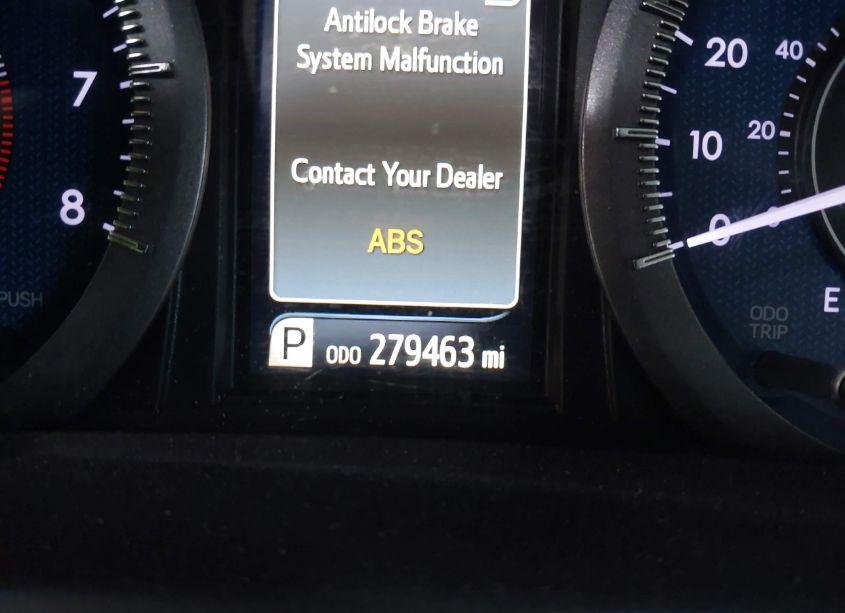 Antilock Brake
System Malfunction
Contact Your Dealer
ABS
P ODO 279463 mi
7
8
PUSH
20
10
0
40
20
E
ODO
TRIP